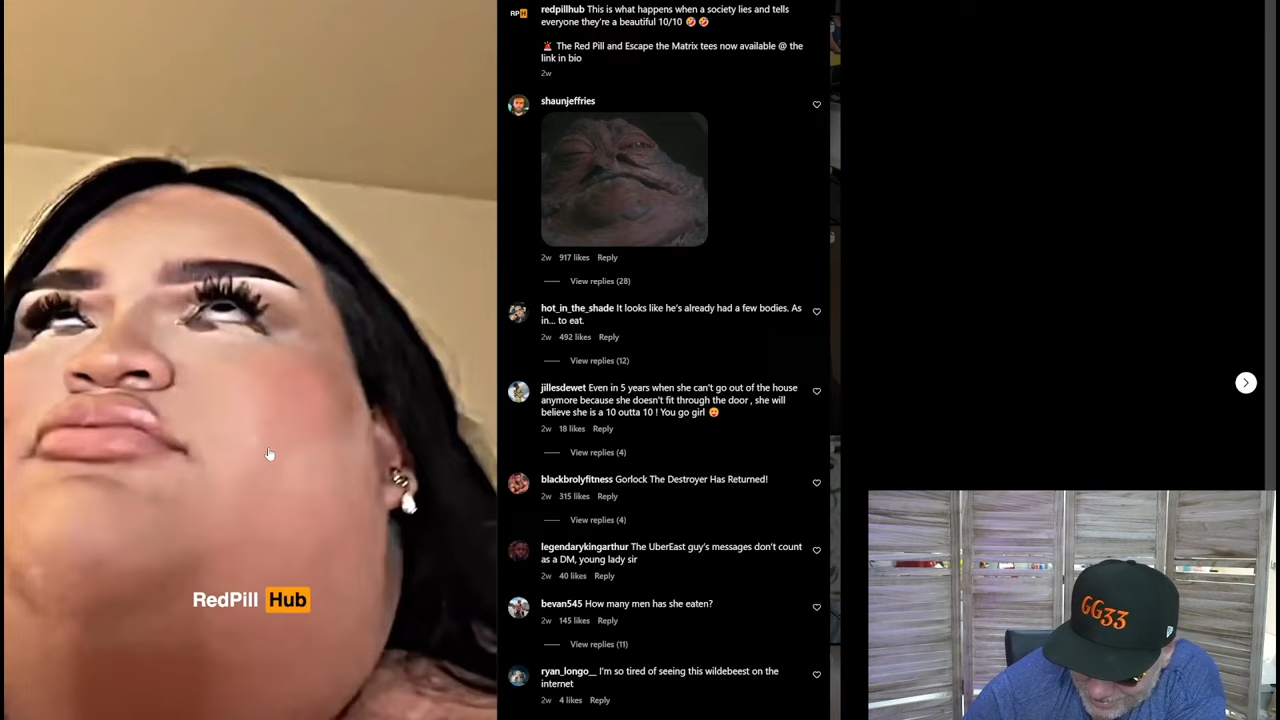 RP H
redpillhub This is what happens when a society lies and tells
everyone they're a beautiful 10/10 🤣 🤣
🚨 The Red Pill and Escape the Matrix tees now available @ the
link in bio
2w
shaunjeffries
2w 917 likes Reply
View replies (28)
hot_in_the_shade It looks like he's already had a few bodies. As
in... to eat.
2w 492 likes Reply
View replies (12)
jillesdewet Even in 5 years when she can't go out of the house
anymore because she doesn't fit through the door , she will
believe she is a 10 outta 10 ! You go girl 🥰
2w 18 likes Reply
View replies (4)
blackbrolyfitness Gorlock The Destroyer Has Returned!
2w 315 likes Reply
View replies (4)
legendarykingarthur The UberEast guy's messages don't count
as a DM, young lady sir
2w 40 likes Reply
bevan545 How many men has she eaten?
2w 145 likes Reply
View replies (11)
ryan_longo__ I'm so tired of seeing this wildebeest on the
internet
2w 4 likes Reply
RedPill Hub
GG33